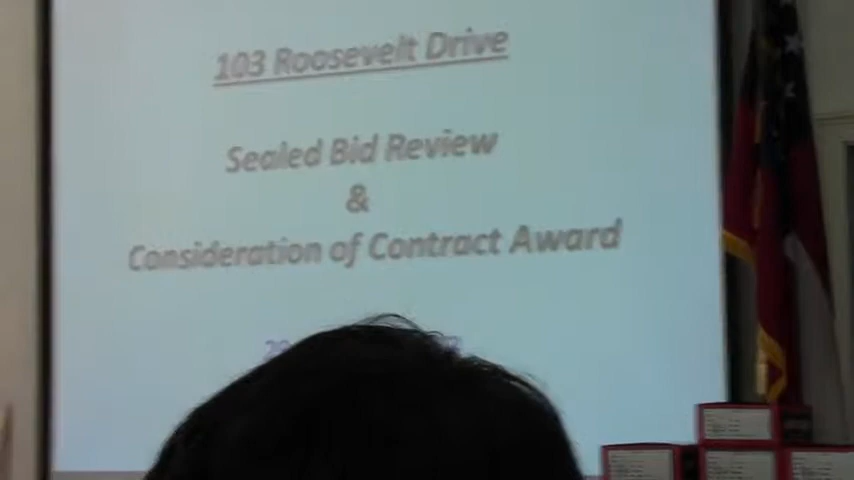 103 Roosevelt Drive
Sealed Bid Review
&
Consideration of Contract Award